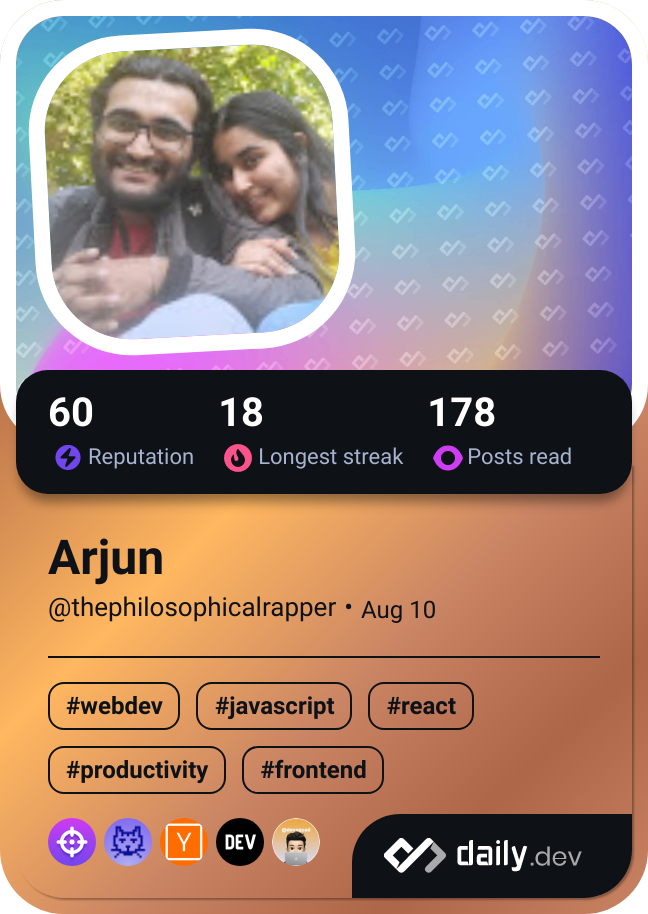 60 18 178
Reputation Longest streak Posts read
Arjun
@thephilosophicalrapper • Aug 10
#webdev #javascript #react
#productivity #frontend
Y DEV
daily.dev